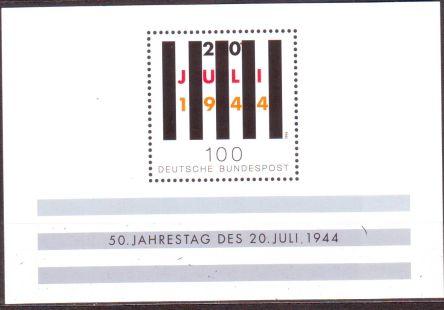 20
JULI
1944
100
DEUTSCHE BUNDESPOST
50. JAHRESTAG DES 20. JULI 1944